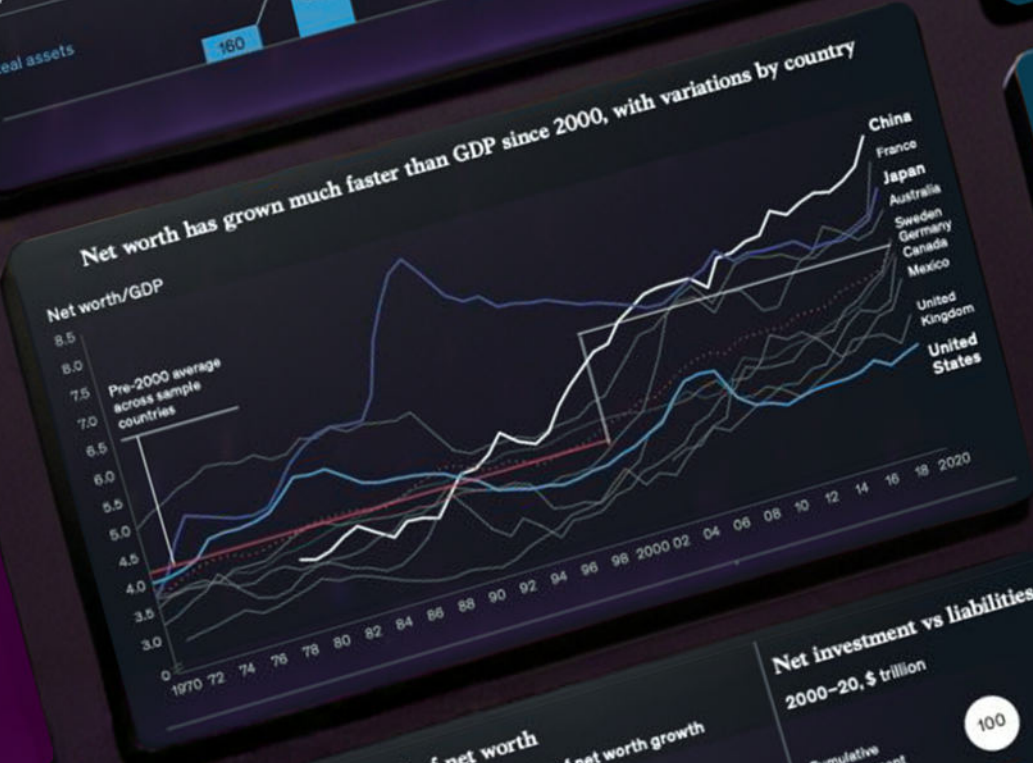 eal assets
160
Net worth has grown much faster than GDP since 2000, with variations by country
Net worth/GDP
8.5
8.0
7.5
7.0
6.5
6.0
5.5
5.0
4.5
4.0
3.5
3.0
0
Pre-2000 average
across sample
countries
China
France
Japan
Australia
Sweden
Germany
Canada
Mexico
United
Kingdom
United
States
1970 72 74 76 78 80 82 84 86 88 90 92 94 96 98 2000 02 04 06 08 10 12 14 16 18 2020
net worth
net worth growth
Net investment vs liabilities
2000–20, $ trillion
Cumulative
100